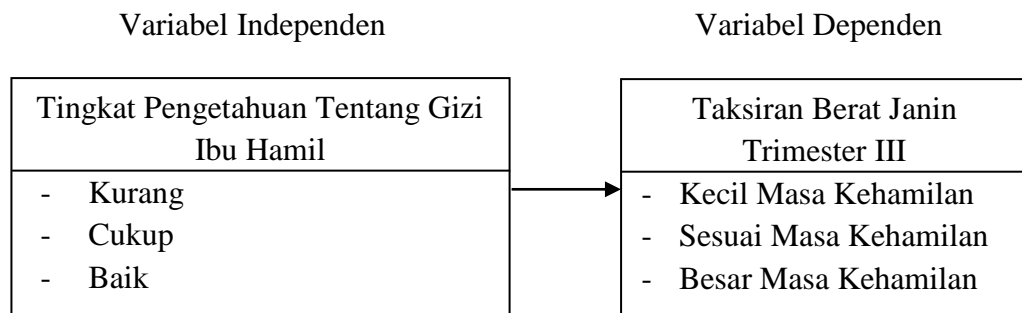 Variabel Independen
Variabel Dependen
Tingkat Pengetahuan Tentang Gizi
Ibu Hamil
- Kurang
- Cukup
- Baik
Taksiran Berat Janin
Trimester III
- Kecil Masa Kehamilan
- Sesuai Masa Kehamilan
- Besar Masa Kehamilan